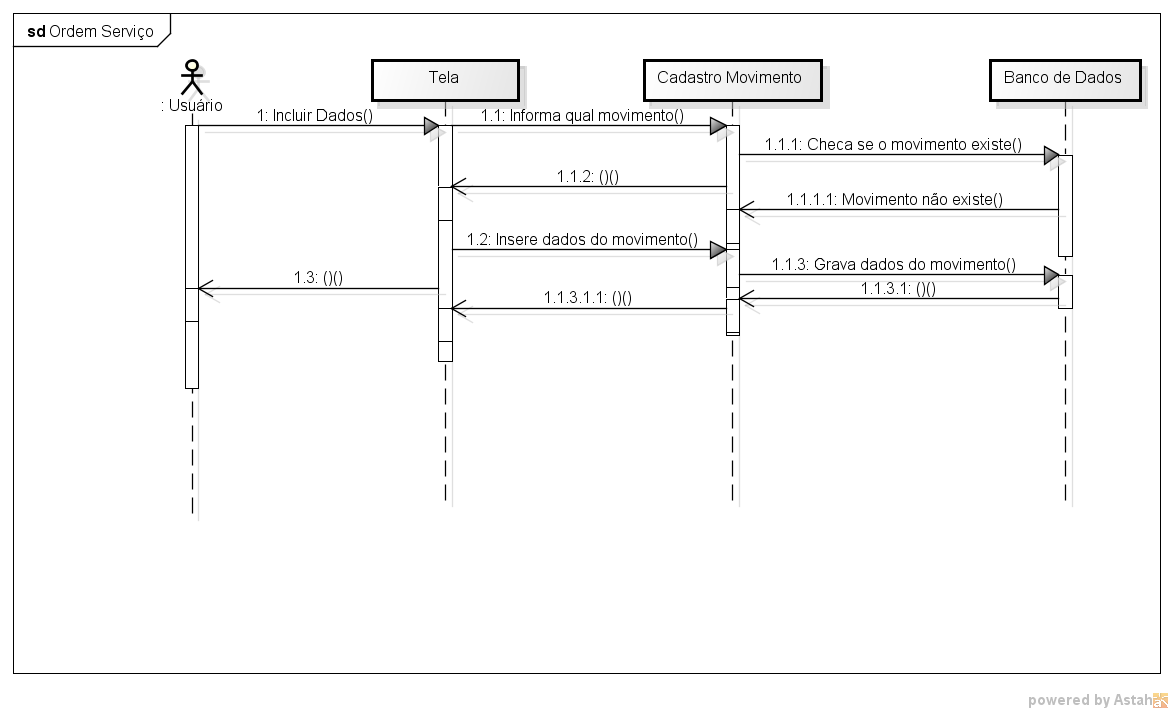 sd Ordem Serviço
Tela
Cadastro Movimento
Banco de Dados
: Usuário
1: Incluir Dados()
1.1: Informa qual movimento()
1.1.1: Checa se o movimento existe()
1.1.2: ()()
1.1.1.1: Movimento não existe()
1.2: Insere dados do movimento()
1.1.3: Grava dados do movimento()
1.3: ()()
1.1.3.1: ()()
1.1.3.1.1: ()()
powered by Astah